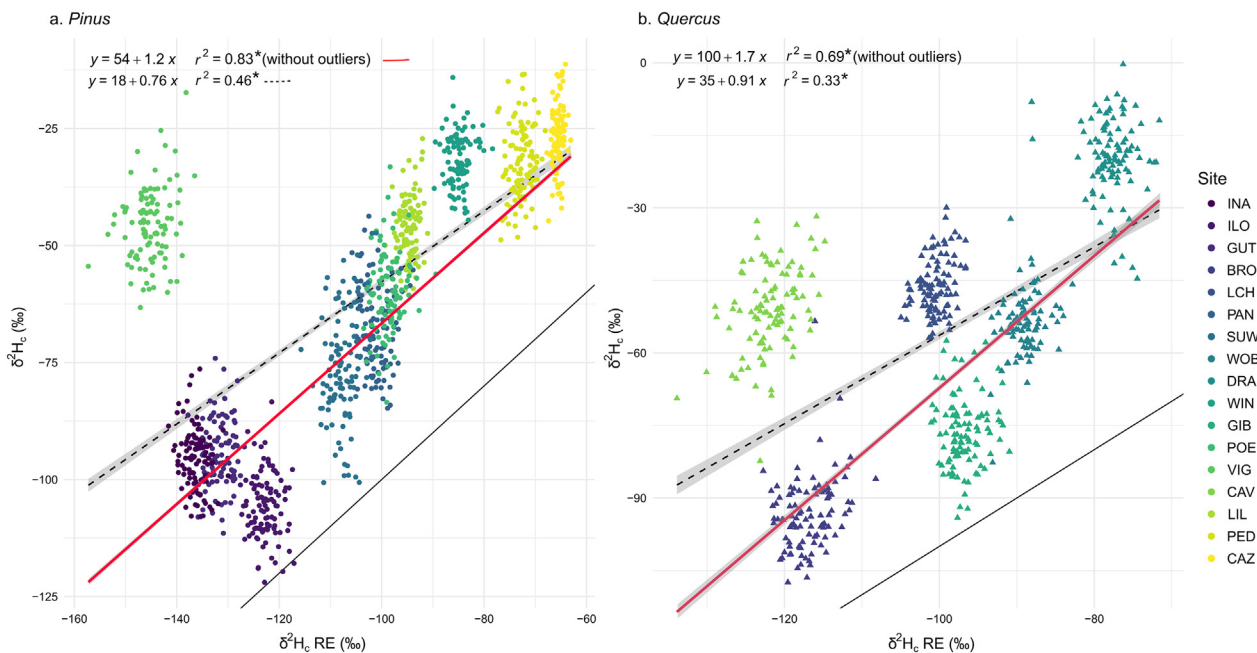 a. Pinus
y = 54 + 1.2 x r² = 0.83* (without outliers)
y = 18 + 0.76 x r² = 0.46*
−25
−50
−75
−100
−125
−160
−140
−120
−100
−80
−60
δ²Hc (‰)
δ²Hc RE (‰)
b. Quercus
y = 100 + 1.7 x r² = 0.69* (without outliers)
y = 35 + 0.91 x r² = 0.33*
0
−30
−60
−90
−120
−100
−80
δ²Hc (‰)
δ²Hc RE (‰)
Site
INA
ILO
GUT
BRO
LCH
PAN
SUW
WOB
DRA
WIN
GIB
POE
VIG
CAV
LIL
PED
CAZ